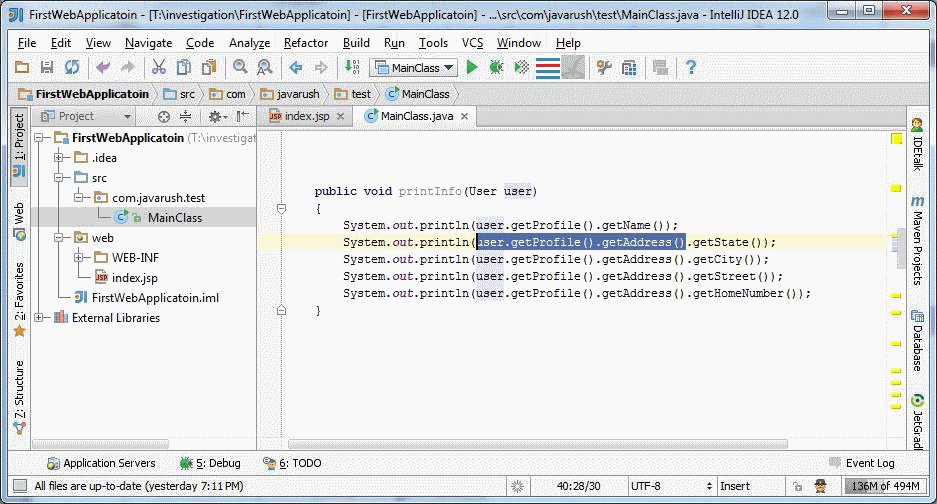 FirstWebApplicatoin - [T:\investigation\FirstWebApplicatoin] - [FirstWebApplicatoin] - ...\src\com\javarush\test\MainClass.java - IntelliJ IDEA 12.0
File Edit View Navigate Code Analyze Refactor Build Run Tools VCS Window Help
MainClass
FirstWebApplicatoin src com javarush test MainClass
1: Project
Web
2: Favorites
7: Structure
Project
FirstWebApplicatoin (T:\investigat
.idea
src
com.javarush.test
MainClass
web
WEB-INF
index.jsp
FirstWebApplicatoin.iml
External Libraries
index.jsp MainClass.java
public void printInfo(User user)
{
System.out.println(user.getProfile().getName());
System.out.println(user.getProfile().getAddress().getState());
System.out.println(user.getProfile().getAddress().getCity());
System.out.println(user.getProfile().getAddress().getStreet());
System.out.println(user.getProfile().getAddress().getHomeNumber());
}
IDEtalk
Maven Projects
Database
JetGradl
Application Servers 5: Debug 6: TODO Event Log
All files are up-to-date (yesterday 7:11 PM) 40:28/30 UTF-8 Insert 136M of 494M